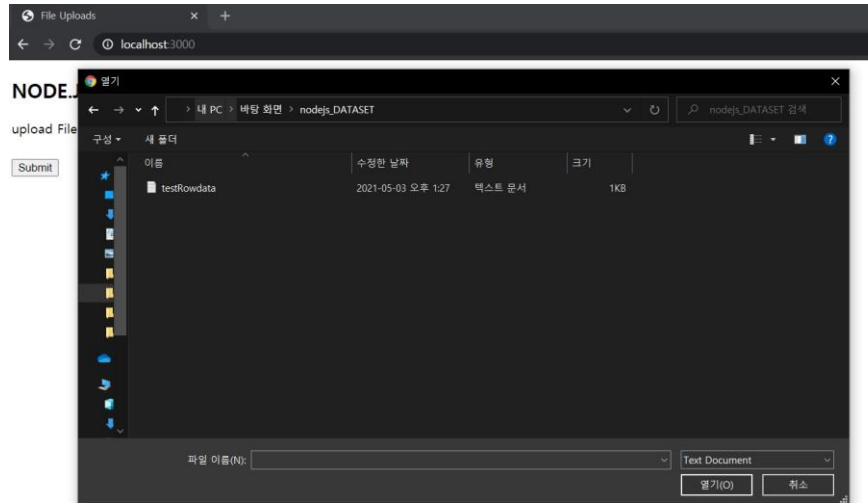 File Uploads
localhost:3000
NODE.J
열기
내 PC > 바탕 화면 > nodejs_DATASET
nodejs_DATASET 검색
upload File
구성
새 폴더
Submit
이름
수정한 날짜
유형
크기
testRowdata
2021-05-03 오후 1:27
텍스트 문서
1KB
파일 이름(N):
Text Document
열기(O)
취소